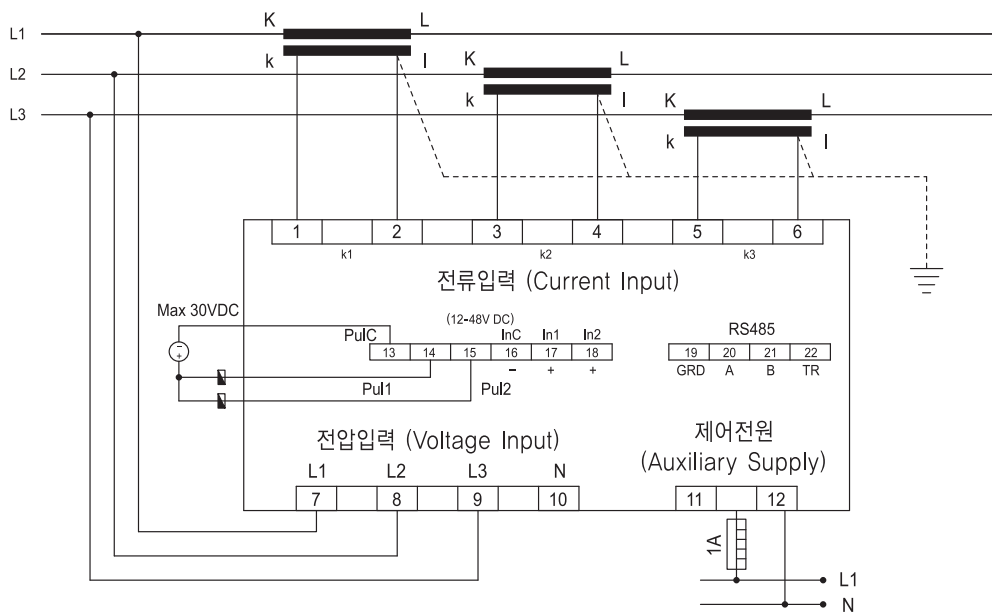 K L
L1
k l
L2
K L
k l
L3
K L
k l
1 2 3 4 5 6
k1 k2 k3
전류입력 (Current Input)
Max 30VDC
(12-48V DC)
PulC InC In1 In2
RS485
13 14 15 16 17 18
19 20 21 22
− + +
GRD A B TR
− +
Pul1 Pul2
전압입력 (Voltage Input)
제어전원
(Auxiliary Supply)
L1 L2 L3 N
7 8 9 10
11 12
1A
L1
N